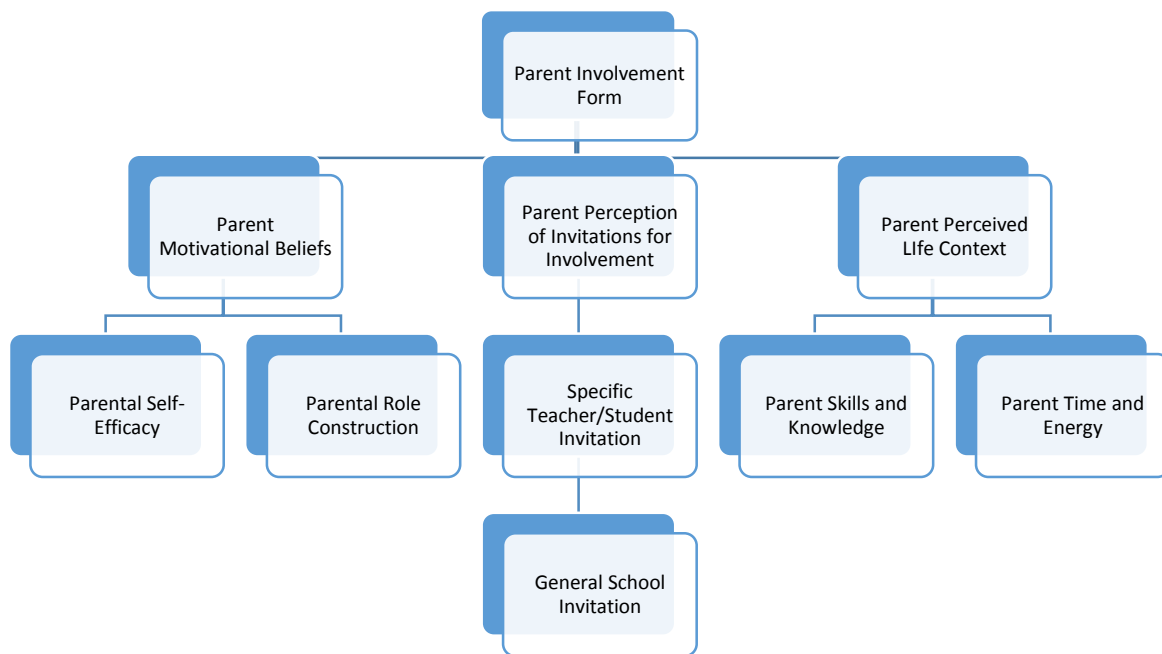 Parent Involvement
Form
Parent
Motivational Beliefs
Parent Perception
of Invitations for
Involvement
Parent Perceived
LIfe Context
Parental Self-
Efficacy
Parental Role
Construction
Specific
Teacher/Student
Invitation
Parent Skills and
Knowledge
Parent Time and
Energy
General School
Invitation